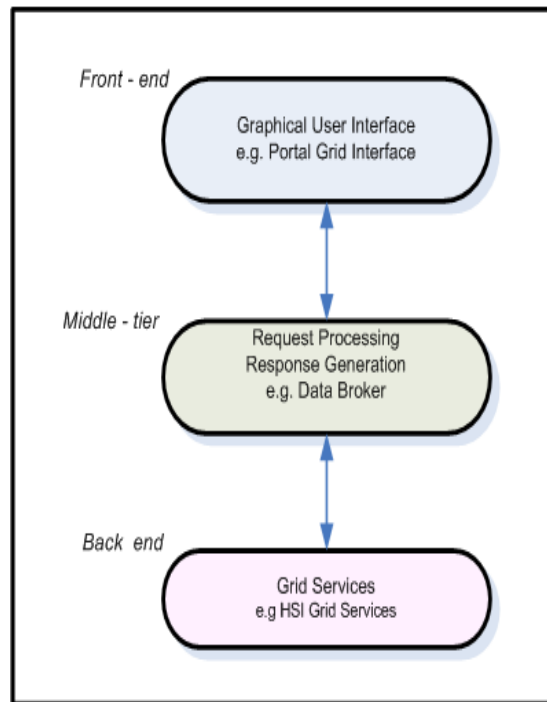 Front - end
Graphical User Interface
e.g. Portal Grid Interface
Middle - tier
Request Processing
Response Generation
e.g. Data Broker
Back end
Grid Services
e.g HSI Grid Services